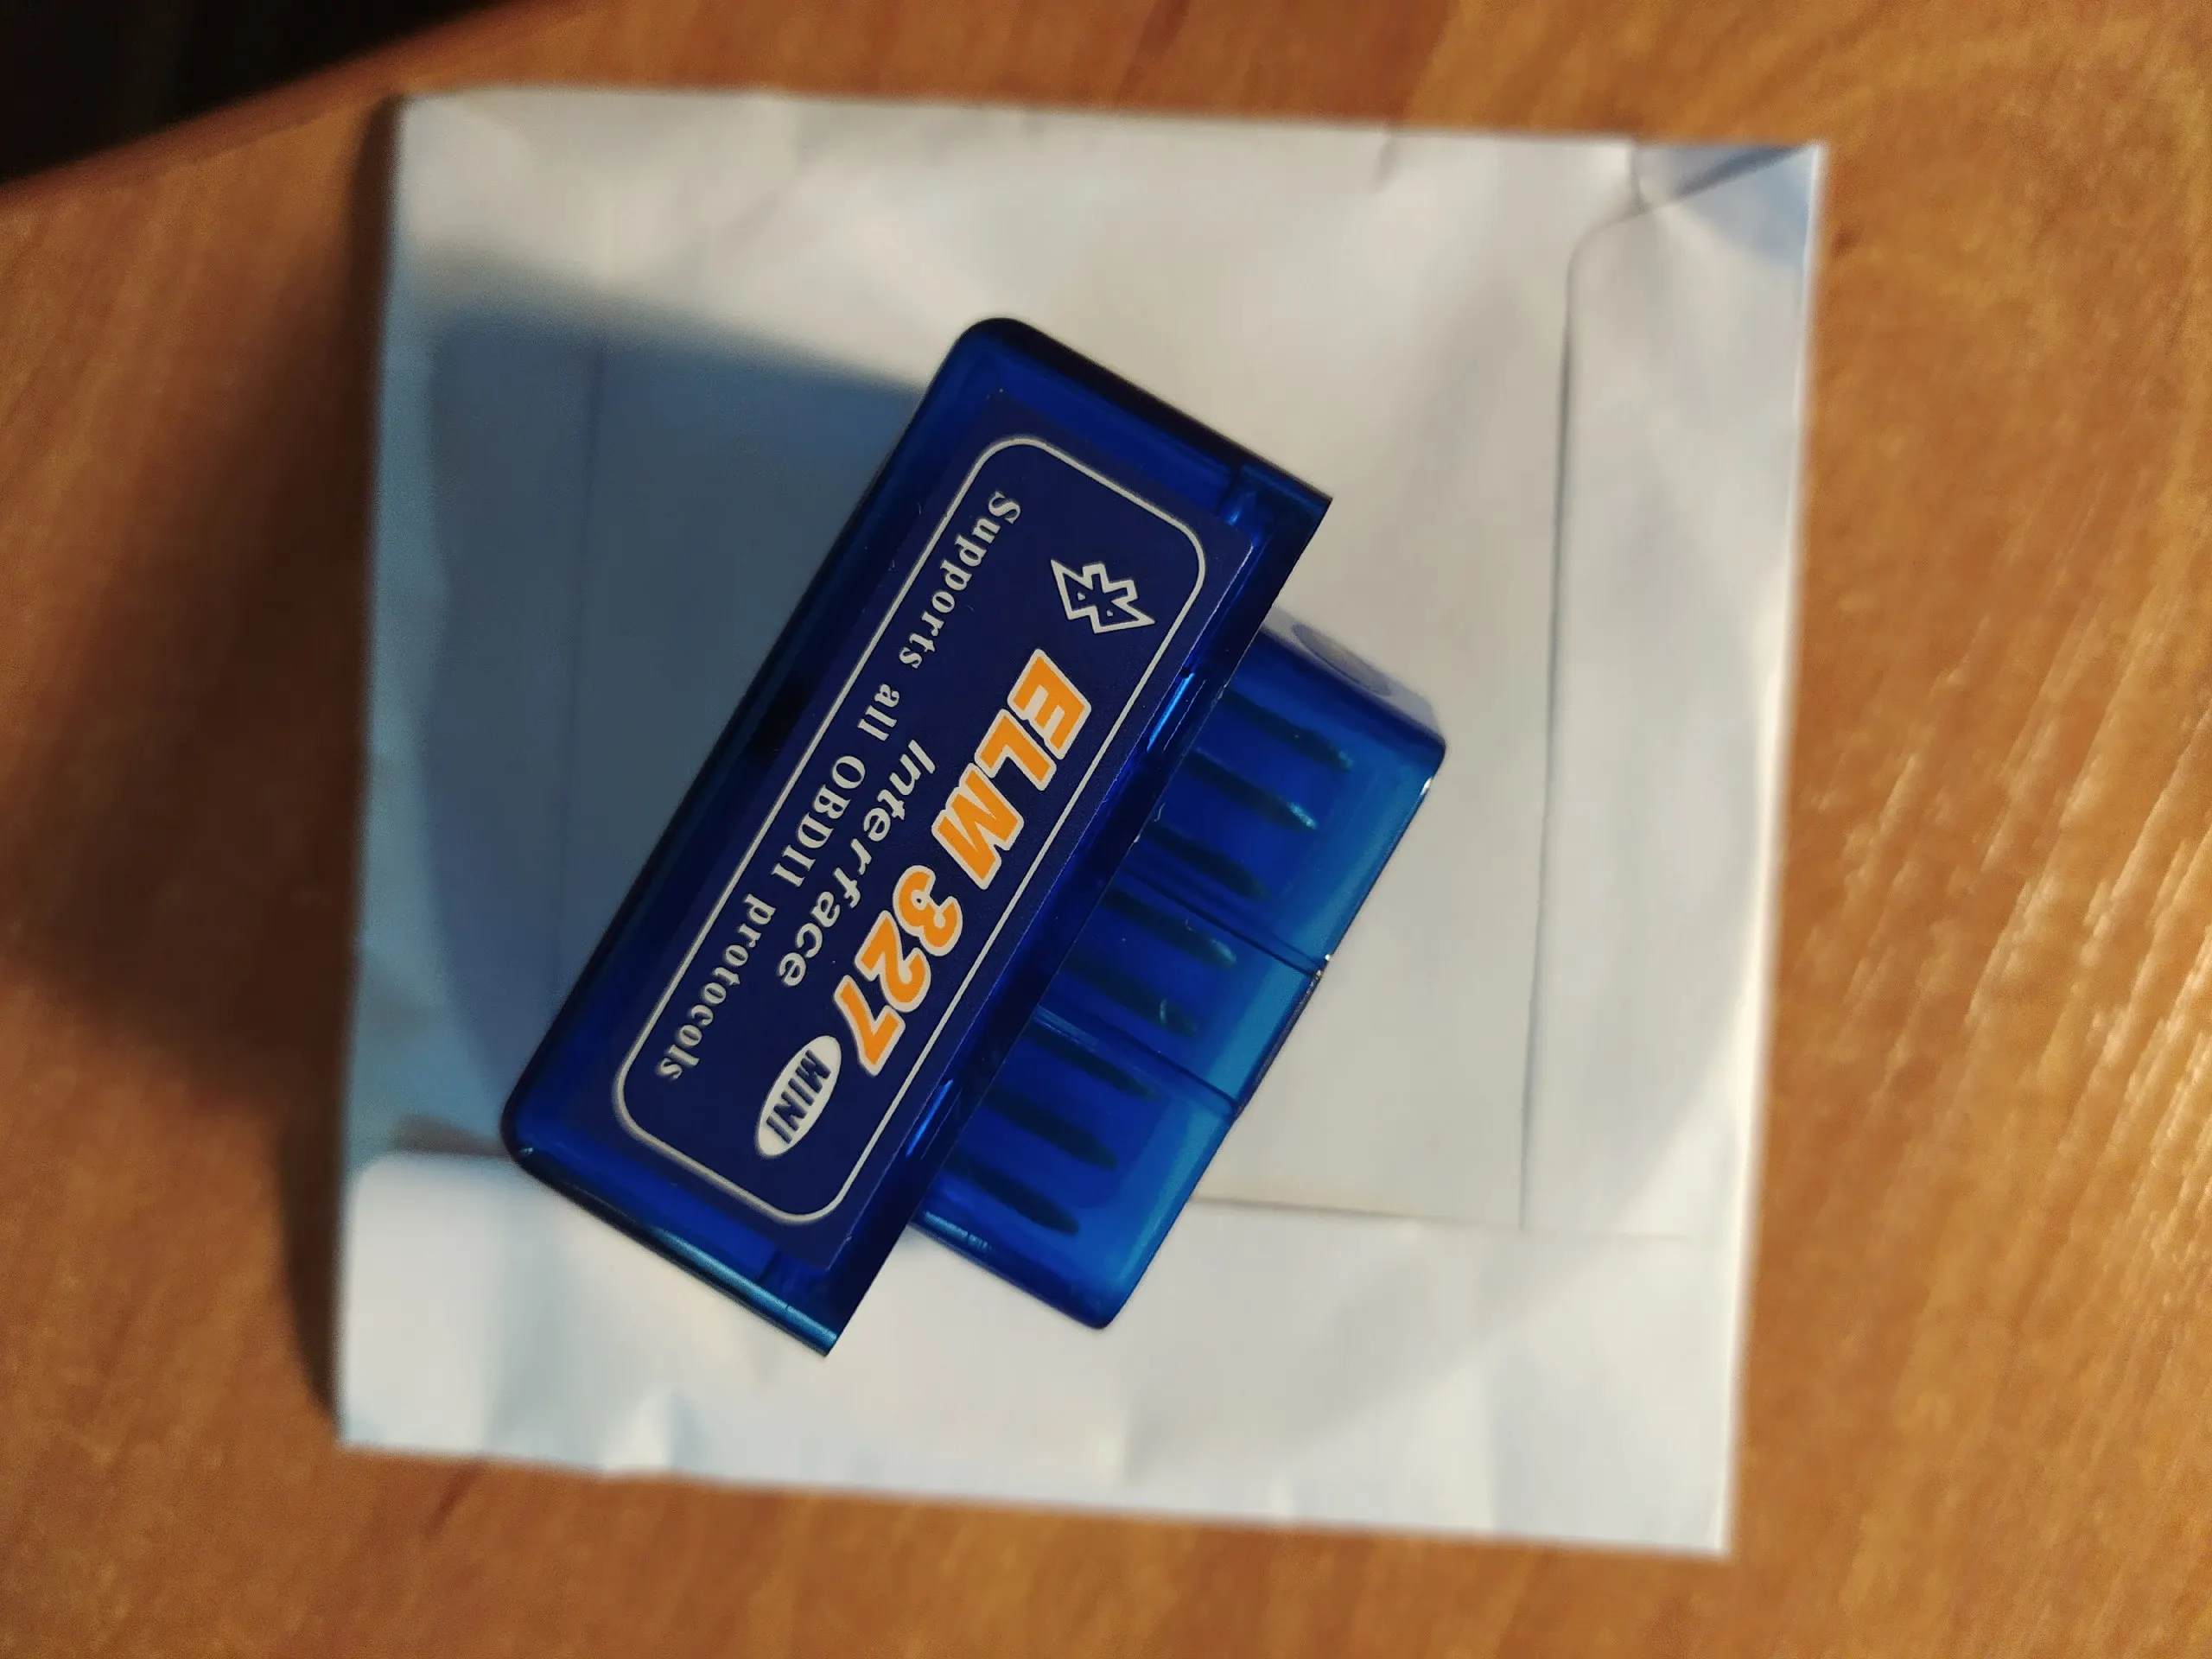 ELM 327
MINI
Interface
Supports all OBDII protocols